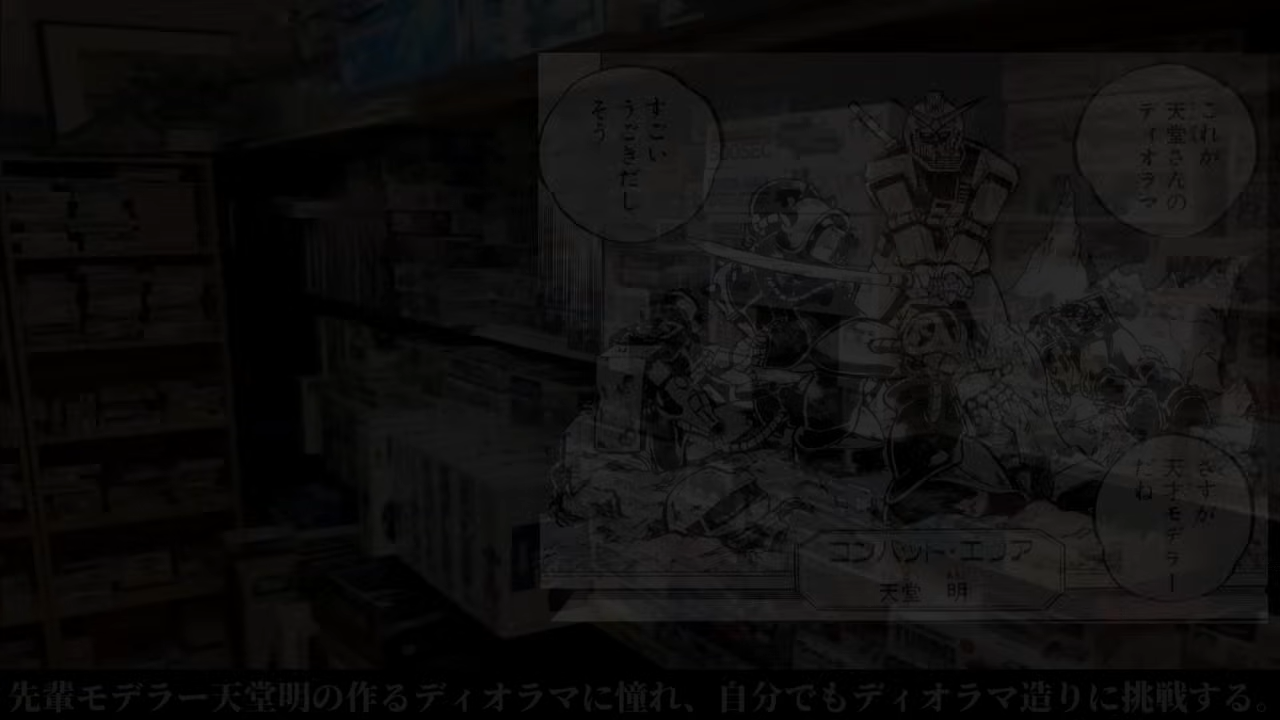 これが
天堂さんの
ディオラマ
すごい
うごきだし
そう
さすが
天才モデラー
だね
コンバット・エリア
天堂 明
先輩モデラー天堂明の作るディオラマに憧れ、自分でもディオラマ造りに挑戦する。